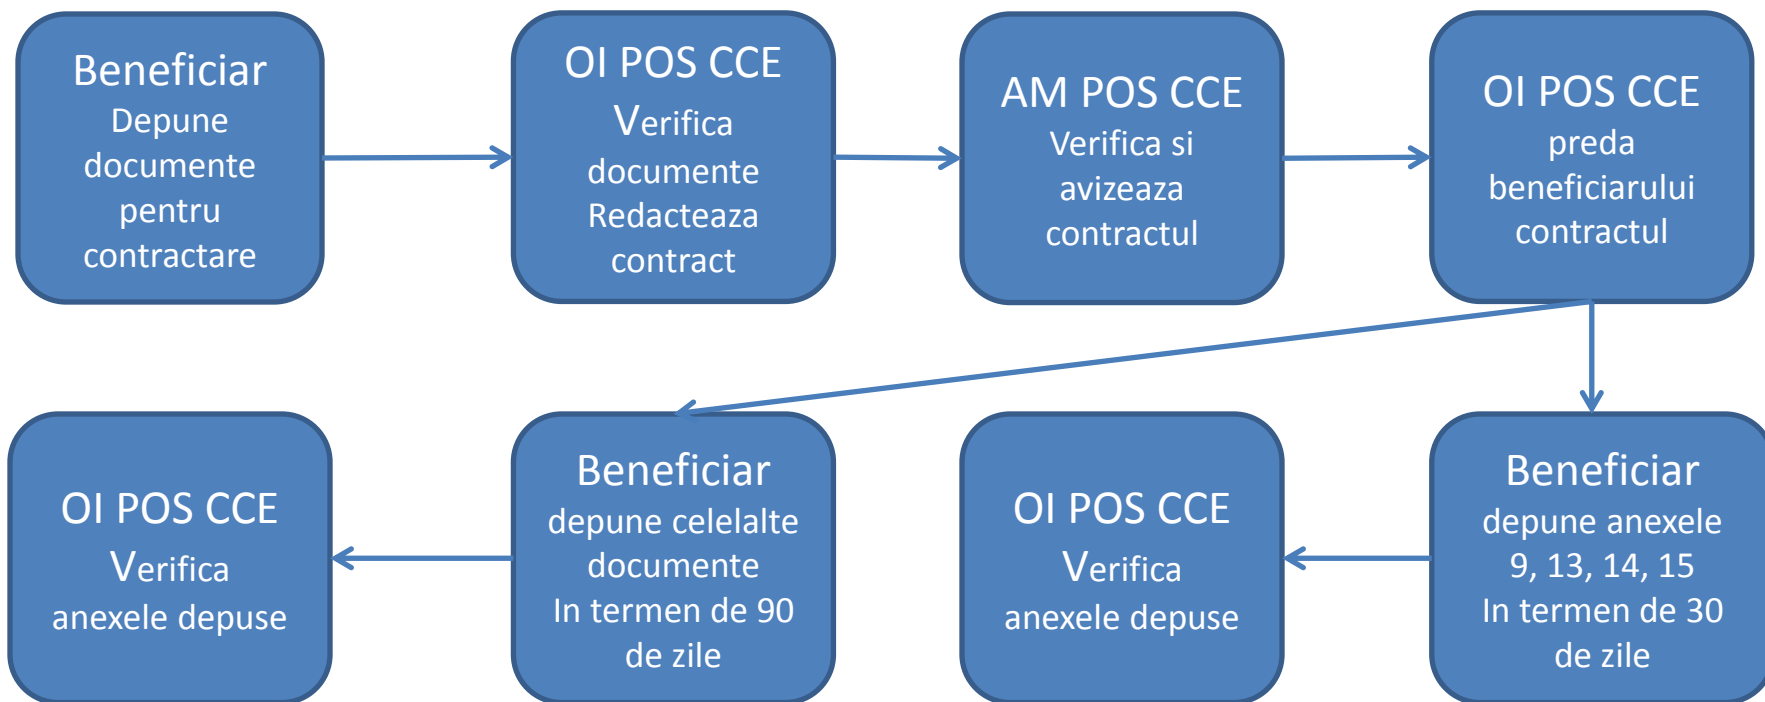 Beneficiar
Depune
documente
pentru
contractare
OI POS CCE
Verifica
documente
Redacteaza
contract
AM POS CCE
Verifica si
avizeaza
contractul
OI POS CCE
preda
beneficiarului
contractul
OI POS CCE
Verifica
anexele depuse
Beneficiar
depune celelalte
documente
In termen de 90
de zile
OI POS CCE
Verifica
anexele depuse
Beneficiar
depune anexele
9, 13, 14, 15
In termen de 30
de zile